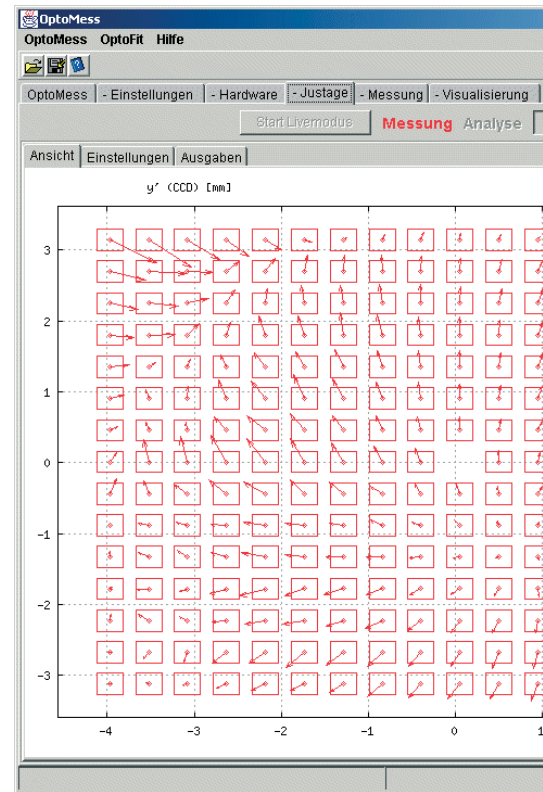 OptoMess
OptoMess OptoFit Hilfe
OptoMess - Einstellungen - Hardware - Justage - Messung - Visualisierung
Start Livemodus Messung Analyse
Ansicht Einstellungen Ausgaben
y' (CCD) [mm]
3
2
1
0
-1
-2
-3
-4 -3 -2 -1 0 1